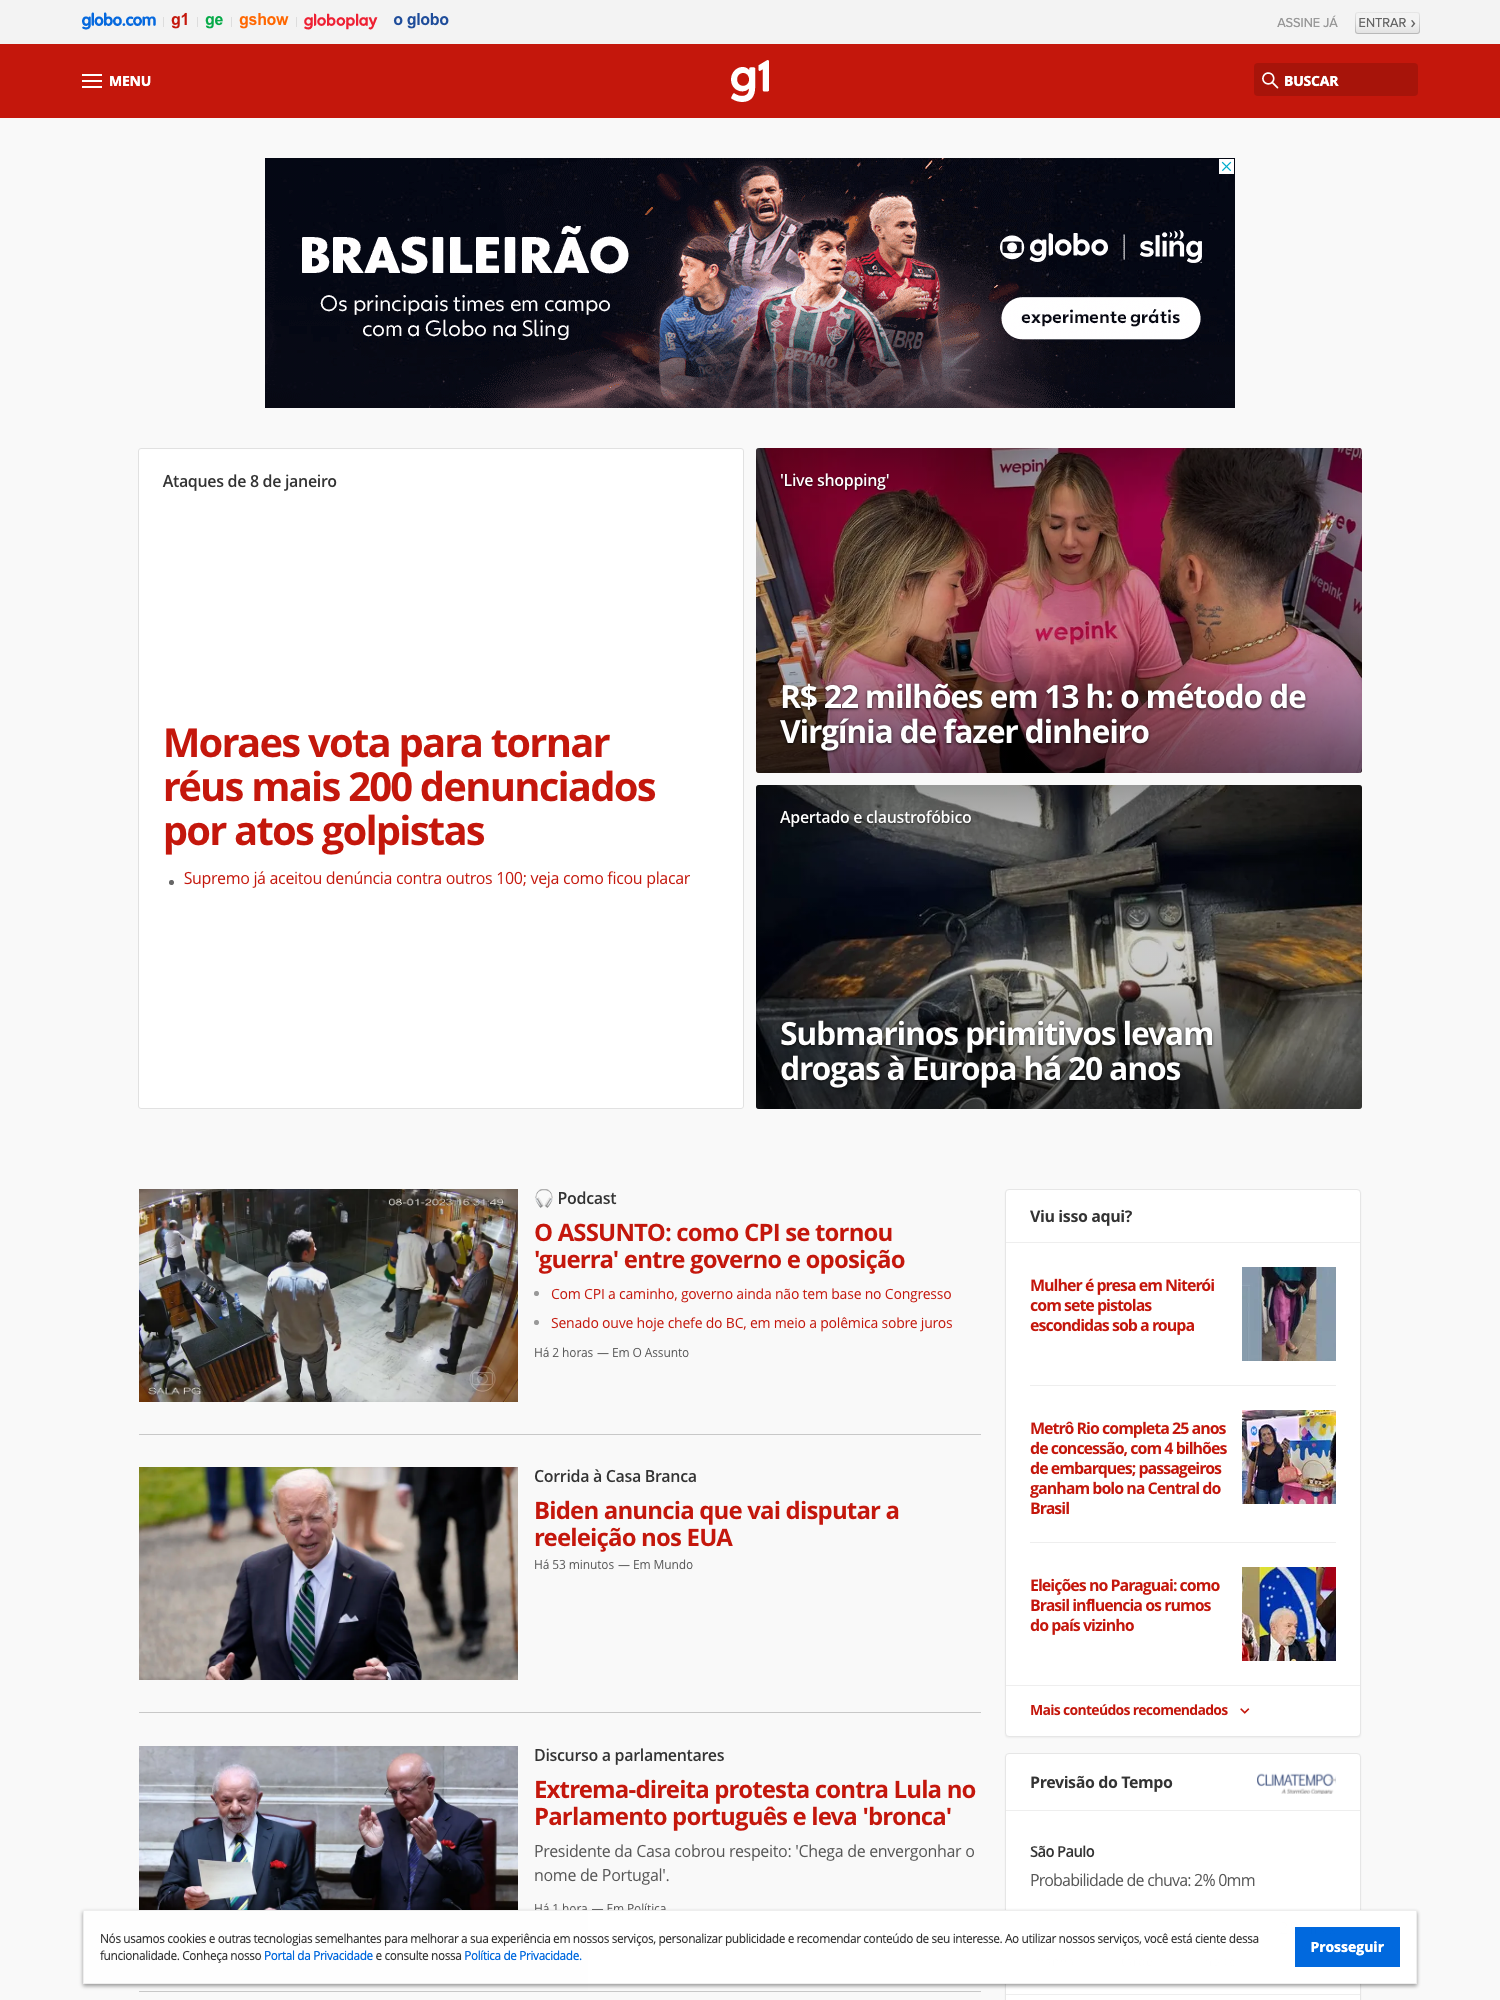 globo.com g1 ge gshow globoplay o globo
ASSINE JÁ ENTRAR ›
MENU
g1
BUSCAR
BRASILEIRÃO
Os principais times em campo
com a Globo na Sling
globo | sling
experimente grátis
BETANO
BRB
Ataques de 8 de janeiro
Moraes vota para tornar
réus mais 200 denunciados
por atos golpistas
Supremo já aceitou denúncia contra outros 100; veja como ficou placar
'Live shopping'
wepink
wepink
wepink
R$ 22 milhões em 13 h: o método de
Virgínia de fazer dinheiro
Apertado e claustrofóbico
Submarinos primitivos levam
drogas à Europa há 20 anos
08-01-2023 16:31:49
SALA PG
Podcast
O ASSUNTO: como CPI se tornou
'guerra' entre governo e oposição
Com CPI a caminho, governo ainda não tem base no Congresso
Senado ouve hoje chefe do BC, em meio a polêmica sobre juros
Há 2 horas — Em O Assunto
Corrida à Casa Branca
Biden anuncia que vai disputar a
reeleição nos EUA
Há 53 minutos — Em Mundo
Discurso a parlamentares
Extrema-direita protesta contra Lula no
Parlamento português e leva 'bronca'
Presidente da Casa cobrou respeito: 'Chega de envergonhar o
nome de Portugal'.
Há 1 hora — Em Política
Viu isso aqui?
Mulher é presa em Niterói
com sete pistolas
escondidas sob a roupa
Metrô Rio completa 25 anos
de concessão, com 4 bilhões
de embarques; passageiros
ganham bolo na Central do
Brasil
Eleições no Paraguai: como
Brasil influencia os rumos
do país vizinho
Mais conteúdos recomendados
Previsão do Tempo
CLIMATEMPO
A StormGeo Company
São Paulo
Probabilidade de chuva: 2% 0mm
Nós usamos cookies e outras tecnologias semelhantes para melhorar a sua experiência em nossos serviços, personalizar publicidade e recomendar conteúdo de seu interesse. Ao utilizar nossos serviços, você está ciente dessa
funcionalidade. Conheça nosso Portal da Privacidade e consulte nossa Política de Privacidade.
Prosseguir